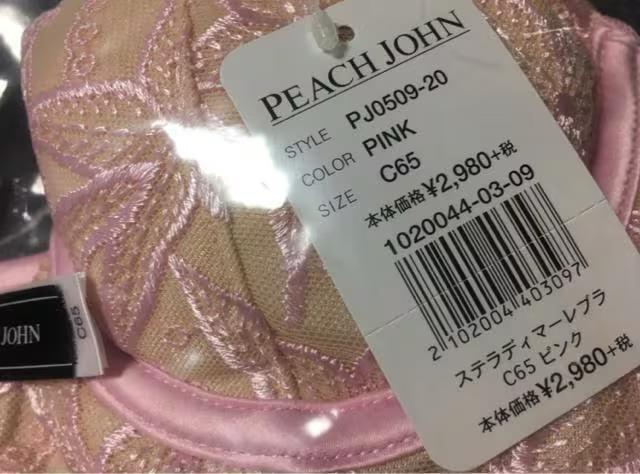 PEACH JOHN
STYLE PJ0509-20
COLOR PINK
SIZE C65
本体価格¥2,980+税
1020044-03-09
2102004403097
ステラディマーレブラ
C65 ピンク
本体価格¥2,980+税
JOHN
C65